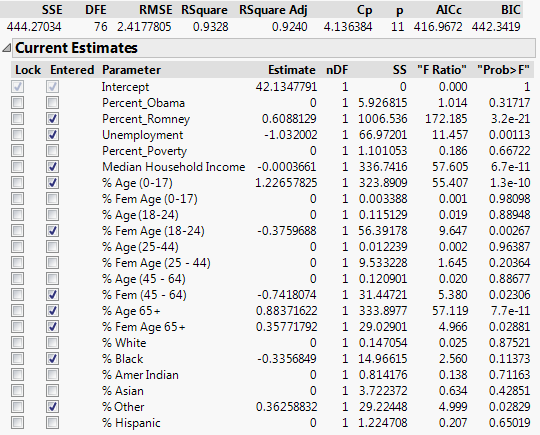 SSE DFE RMSE RSquare RSquare Adj Cp p AICc BIC
444.27034 76 2.4177805 0.9328 0.9240 4.136384 11 416.9672 442.3419
Current Estimates
Lock Entered Parameter Estimate nDF SS "F Ratio" "Prob>F"
Intercept 42.1347791 1 0 0.000 1
Percent_Obama 0 1 5.926815 1.014 0.31717
Percent_Romney 0.6088129 1 1006.536 172.185 3.2e-21
Unemployment -1.032002 1 66.97201 11.457 0.00113
Percent_Poverty 0 1 1.101053 0.186 0.66722
Median Household Income -0.0003661 1 336.7416 57.605 6.7e-11
% Age (0-17) 1.22657825 1 323.8909 55.407 1.3e-10
% Fem Age (0-17) 0 1 0.003388 0.001 0.98098
% Age (18-24) 0 1 0.115129 0.019 0.88948
% Fem Age (18-24) -0.3759688 1 56.39178 9.647 0.00267
% Age (25-44) 0 1 0.012239 0.002 0.96387
% Fem Age (25 - 44) 0 1 9.533228 1.645 0.20364
% Age (45 - 64) 0 1 0.120901 0.020 0.88677
% Fem (45 - 64) -0.7418074 1 31.44721 5.380 0.02306
% Age 65+ 0.88371622 1 333.8977 57.119 7.7e-11
% Fem Age 65+ 0.35771792 1 29.02901 4.966 0.02881
% White 0 1 0.147054 0.025 0.87521
% Black -0.3356849 1 14.96615 2.560 0.11373
% Amer Indian 0 1 0.814176 0.138 0.71163
% Asian 0 1 3.722372 0.634 0.42851
% Other 0.36258832 1 29.22448 4.999 0.02829
% Hispanic 0 1 1.224708 0.207 0.65019